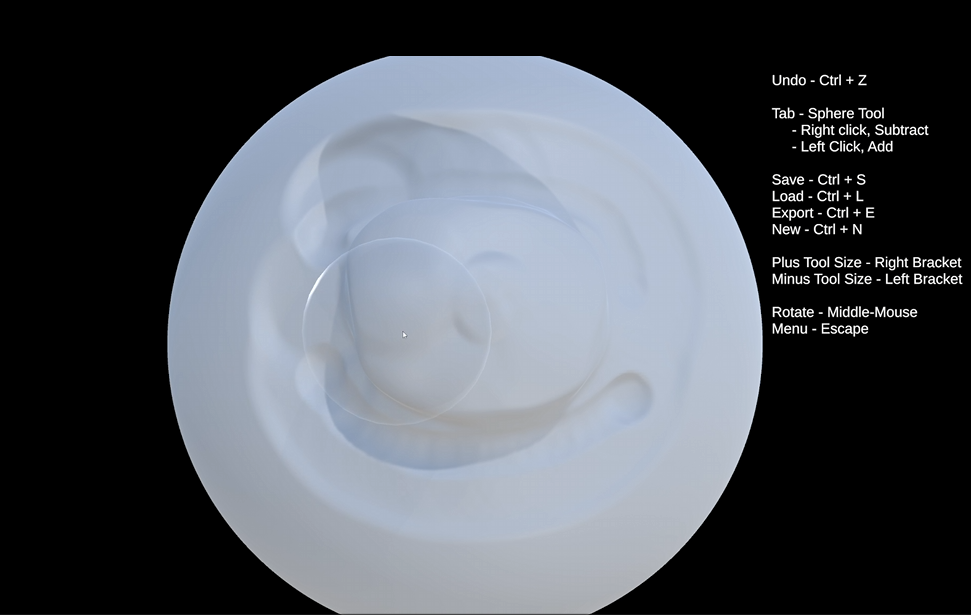 Undo - Ctrl + Z
Tab - Sphere Tool
- Right click, Subtract
- Left Click, Add
Save - Ctrl + S
Load - Ctrl + L
Export - Ctrl + E
New - Ctrl + N
Plus Tool Size - Right Bracket
Minus Tool Size - Left Bracket
Rotate - Middle-Mouse
Menu - Escape